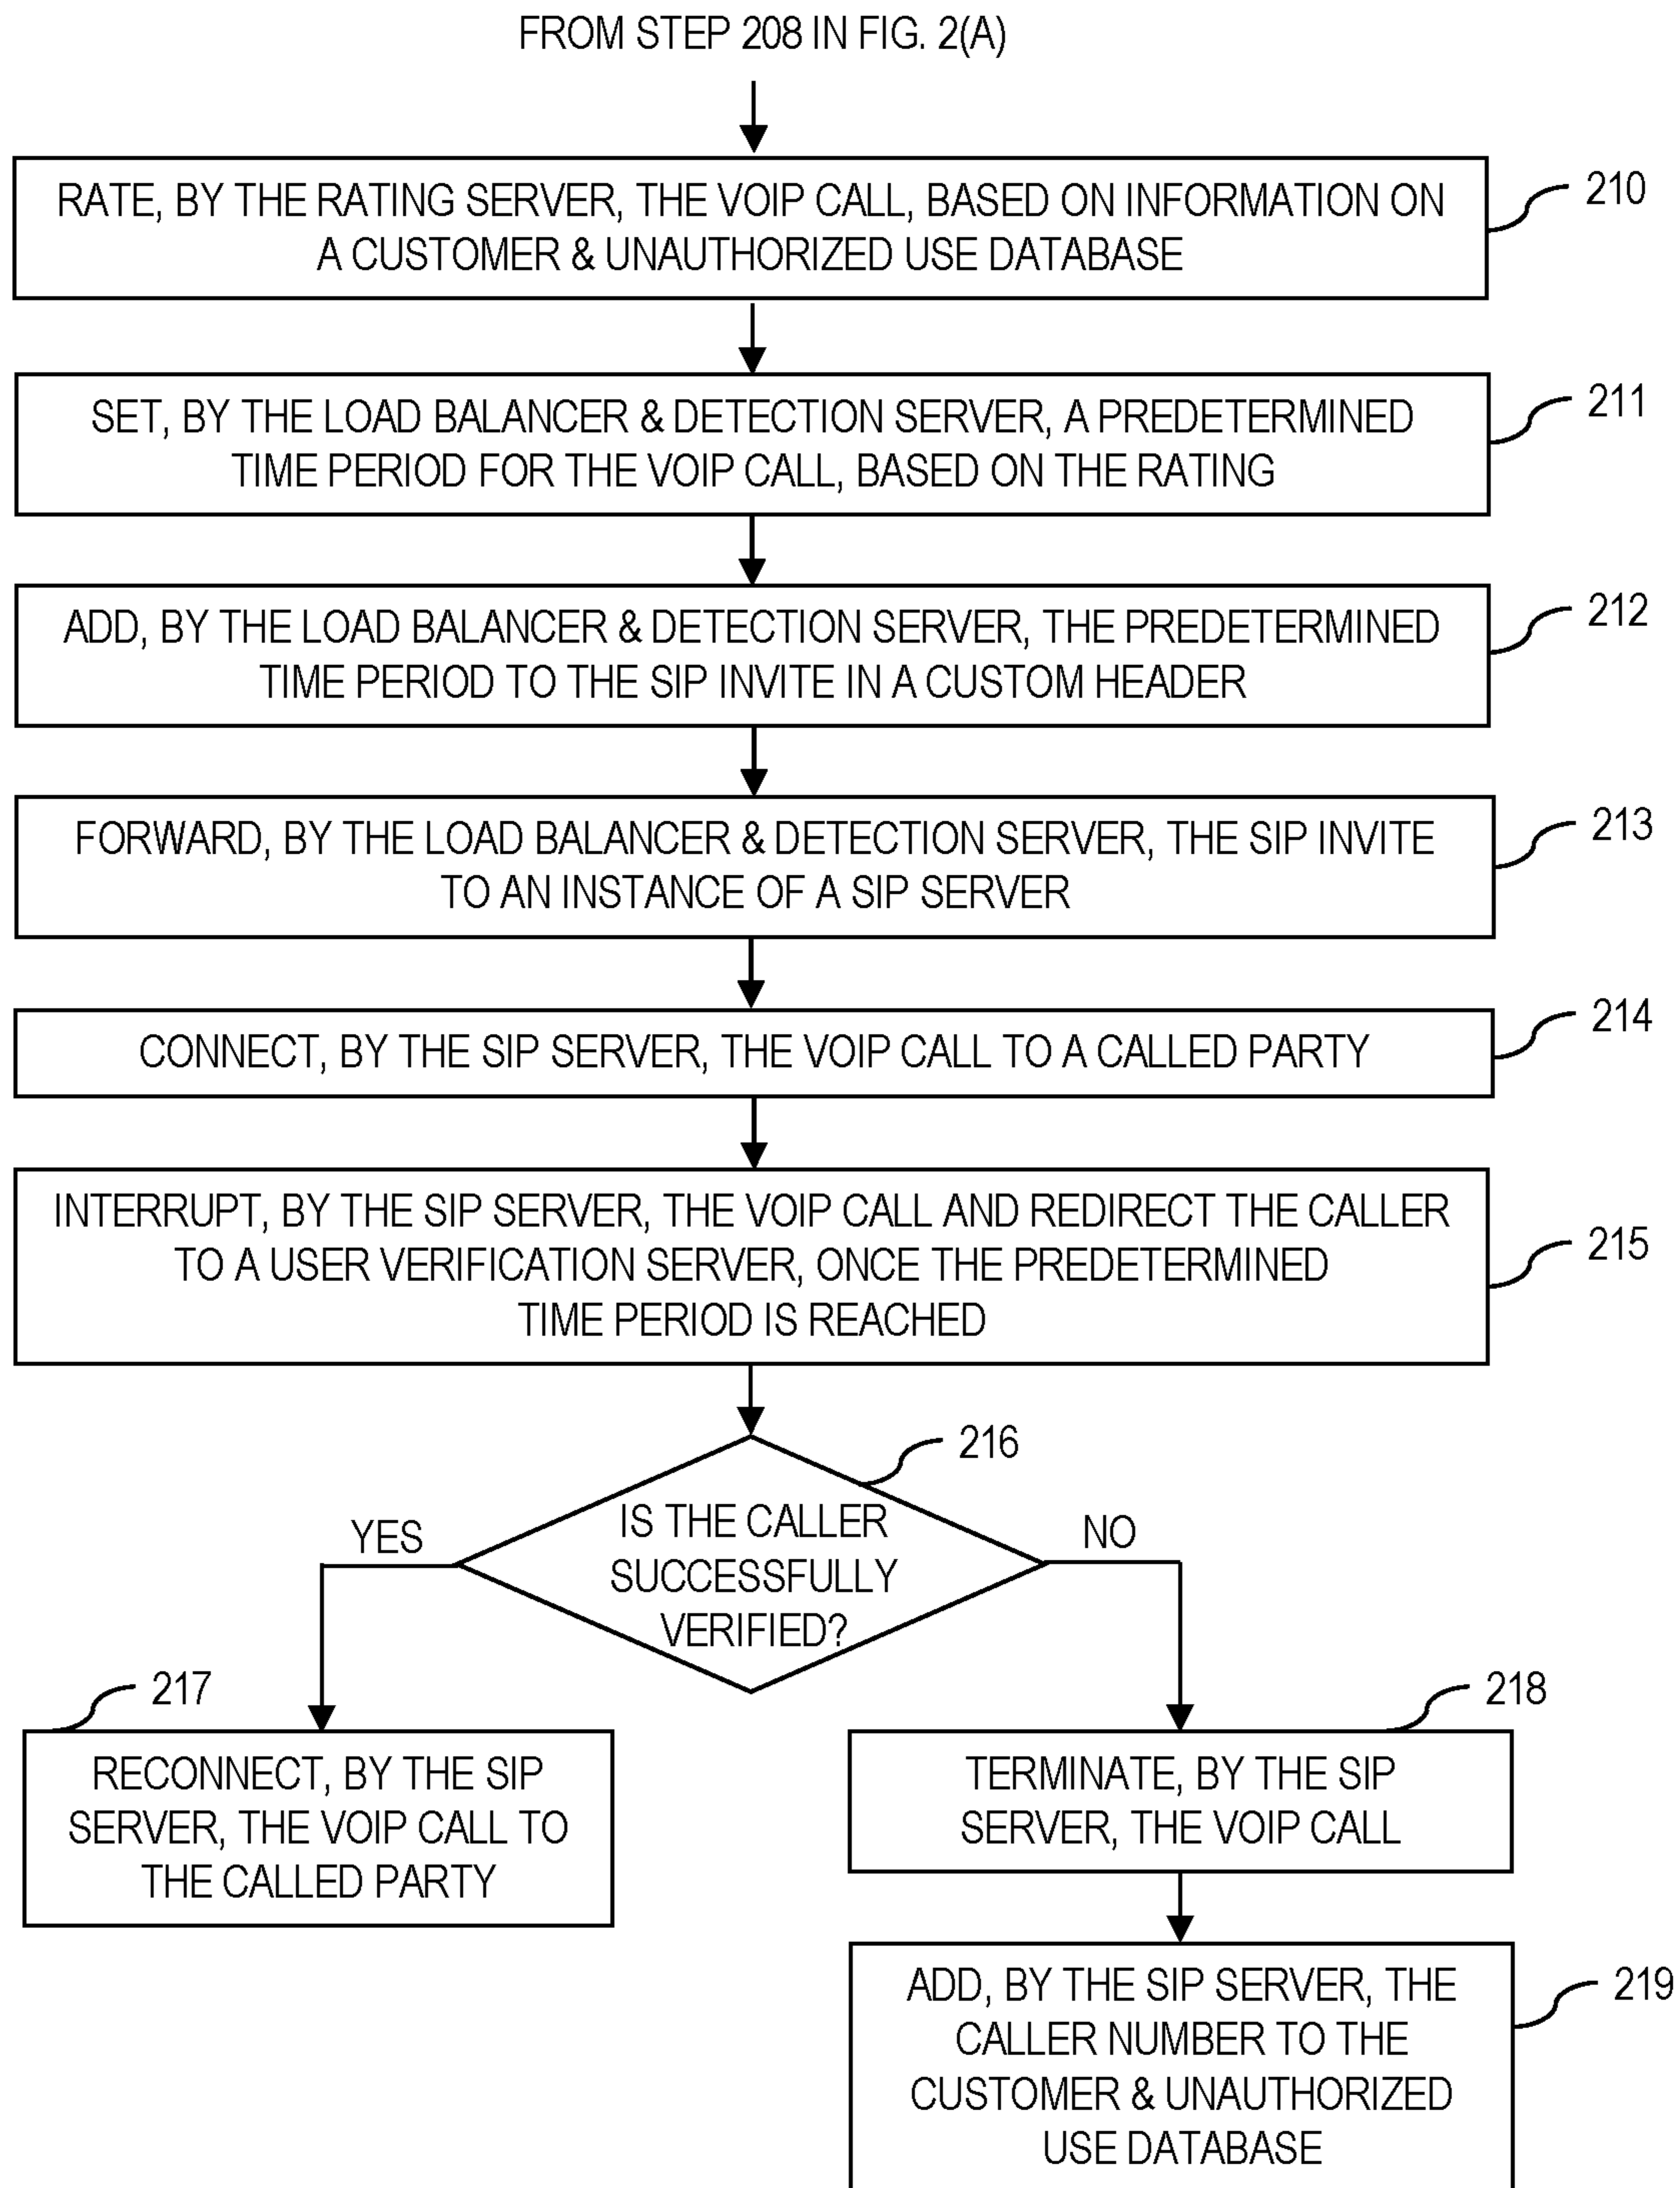 FROM STEP 208 IN FIG. 2(A)
RATE, BY THE RATING SERVER, THE VOIP CALL, BASED ON INFORMATION ON
A CUSTOMER & UNAUTHORIZED USE DATABASE
210
SET, BY THE LOAD BALANCER & DETECTION SERVER, A PREDETERMINED
TIME PERIOD FOR THE VOIP CALL, BASED ON THE RATING
211
ADD, BY THE LOAD BALANCER & DETECTION SERVER, THE PREDETERMINED
TIME PERIOD TO THE SIP INVITE IN A CUSTOM HEADER
212
FORWARD, BY THE LOAD BALANCER & DETECTION SERVER, THE SIP INVITE
TO AN INSTANCE OF A SIP SERVER
213
CONNECT, BY THE SIP SERVER, THE VOIP CALL TO A CALLED PARTY
214
INTERRUPT, BY THE SIP SERVER, THE VOIP CALL AND REDIRECT THE CALLER
TO A USER VERIFICATION SERVER, ONCE THE PREDETERMINED
TIME PERIOD IS REACHED
215
216
IS THE CALLER
SUCCESSFULLY
VERIFIED?
YES
NO
217
RECONNECT, BY THE SIP
SERVER, THE VOIP CALL TO
THE CALLED PARTY
218
TERMINATE, BY THE SIP
SERVER, THE VOIP CALL
ADD, BY THE SIP SERVER, THE
CALLER NUMBER TO THE
CUSTOMER & UNAUTHORIZED
USE DATABASE
219